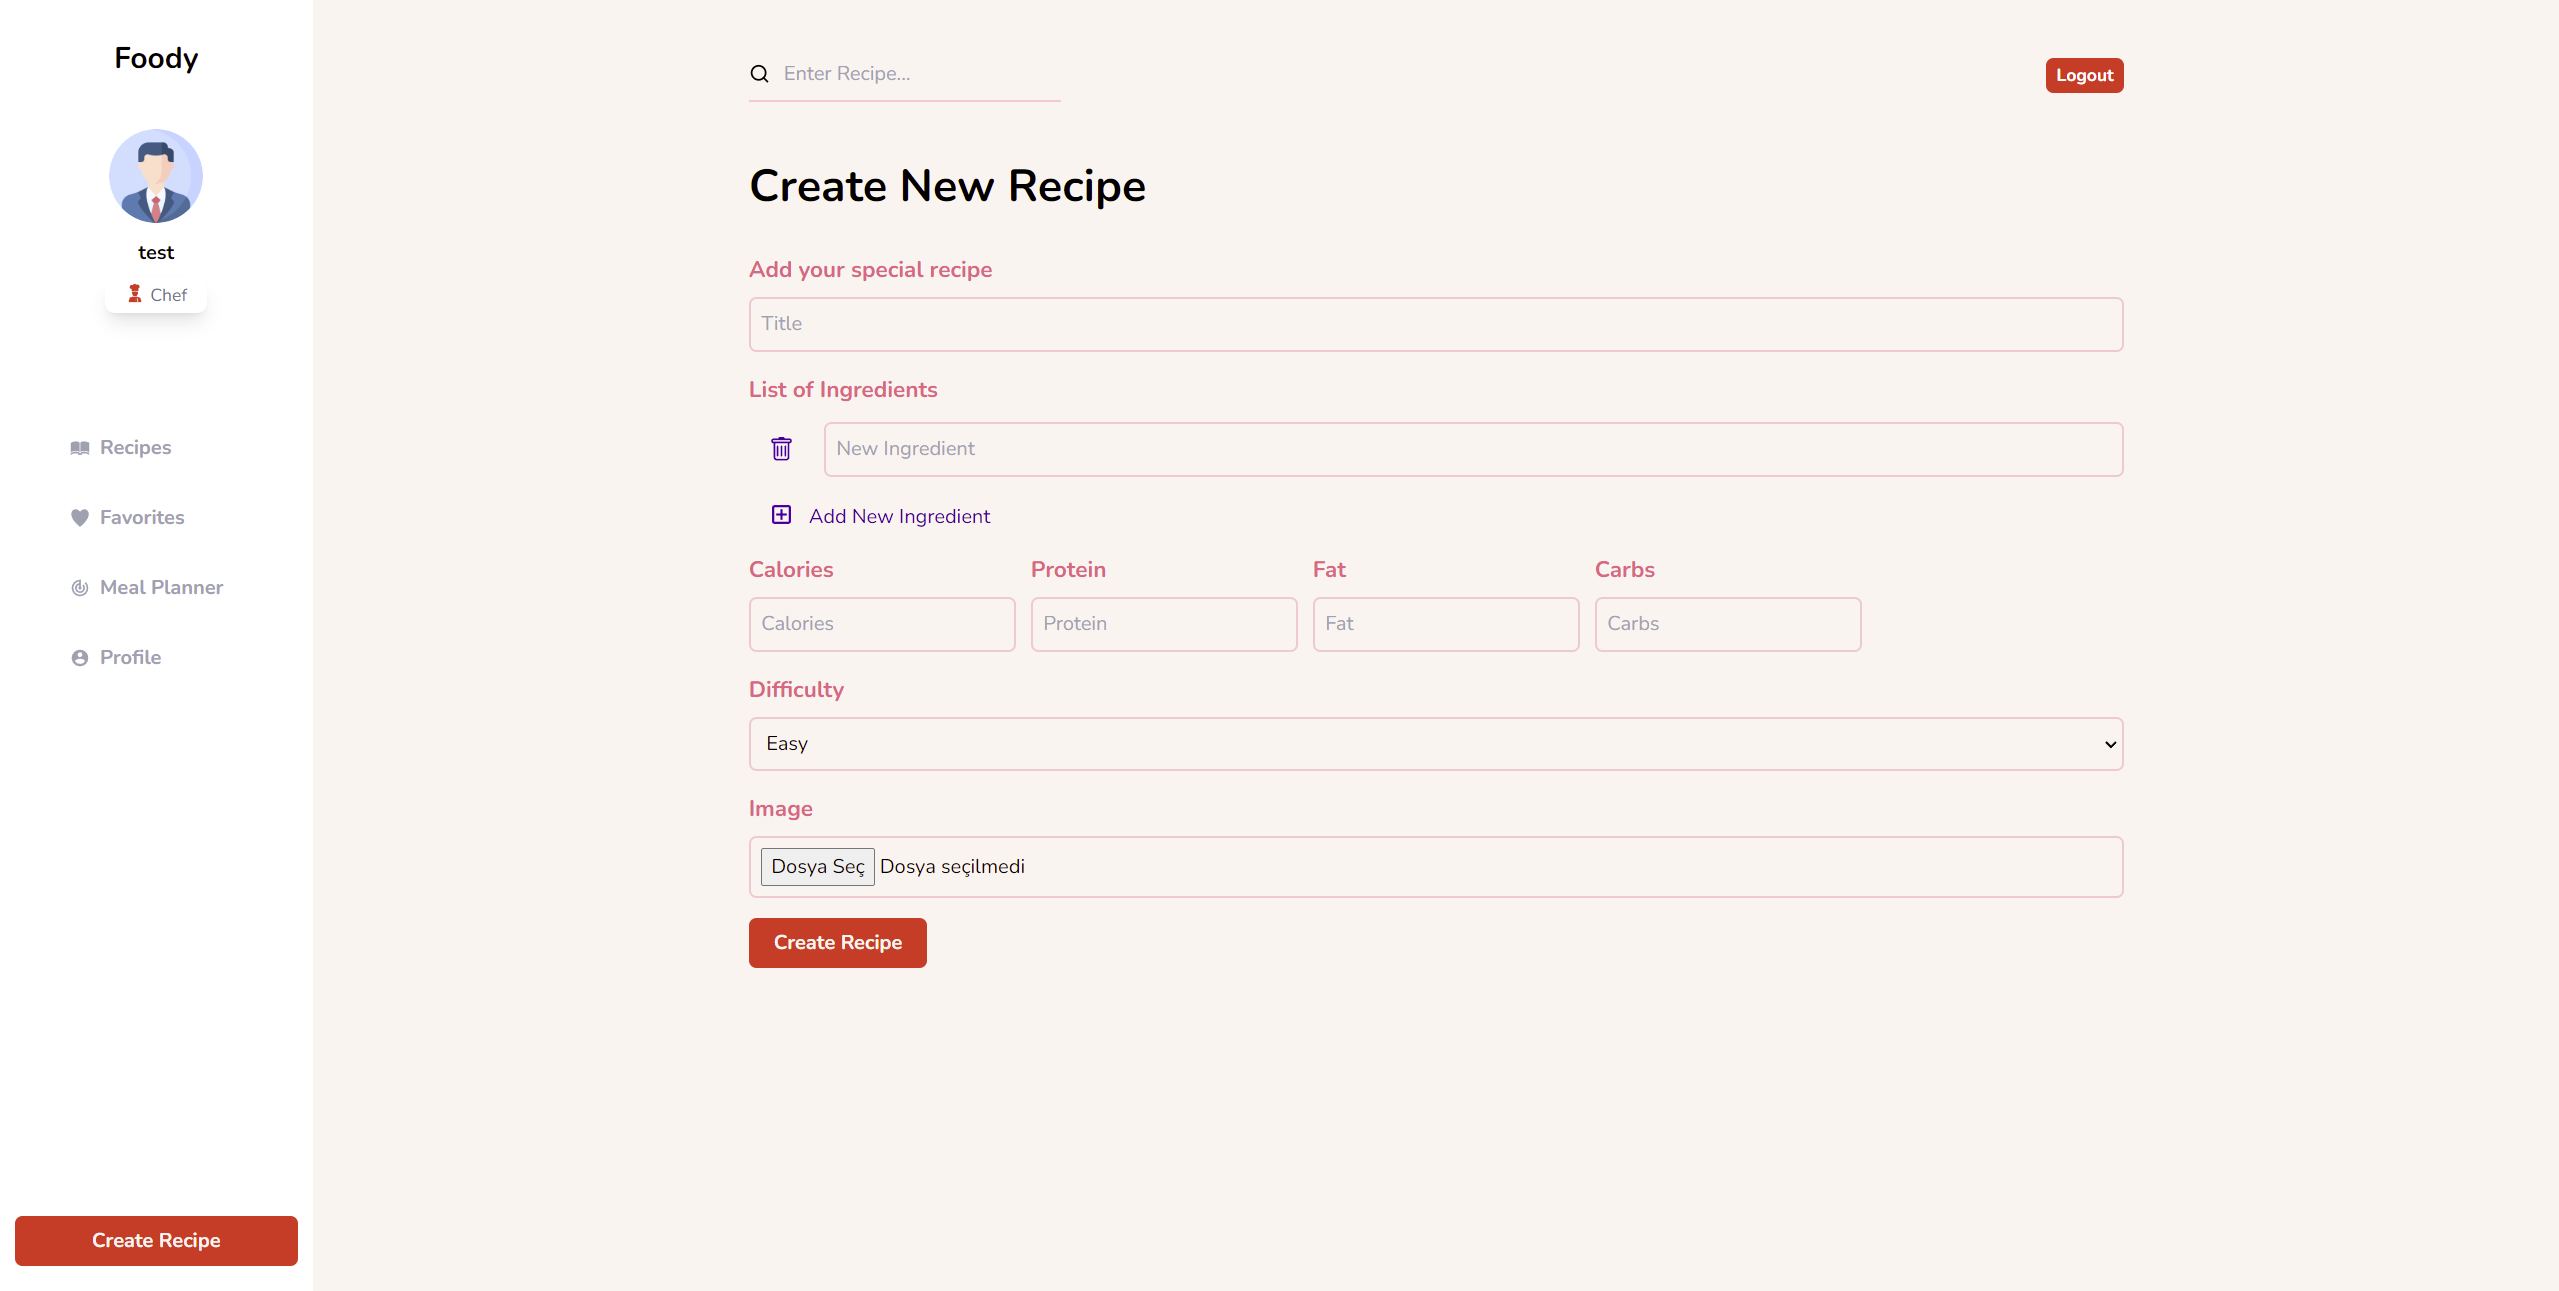 Foody
test
Chef
Recipes
Favorites
Meal Planner
Profile
Create Recipe
Enter Recipe...
Logout
Create New Recipe
Add your special recipe
Title
List of Ingredients
New Ingredient
Add New Ingredient
Calories Protein Fat Carbs
Calories Protein Fat Carbs
Difficulty
Easy
Image
Dosya Seç Dosya seçilmedi
Create Recipe